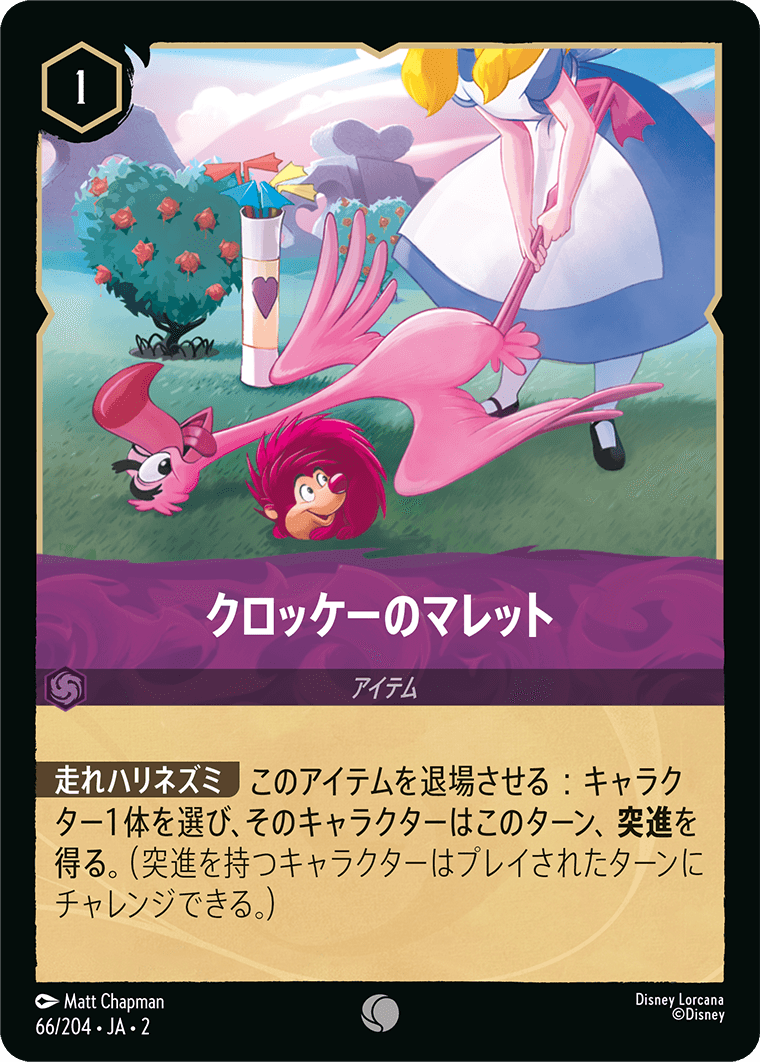 1
クロッケーのマレット
アイテム
走れハリネズミ このアイテムを退場させる：キャラク
ター1体を選び、そのキャラクターはこのターン、突進を
得る。（突進を持つキャラクターはプレイされたターンに
チャレンジできる。）
Matt Chapman
66/204・JA・2
Disney Lorcana
©Disney